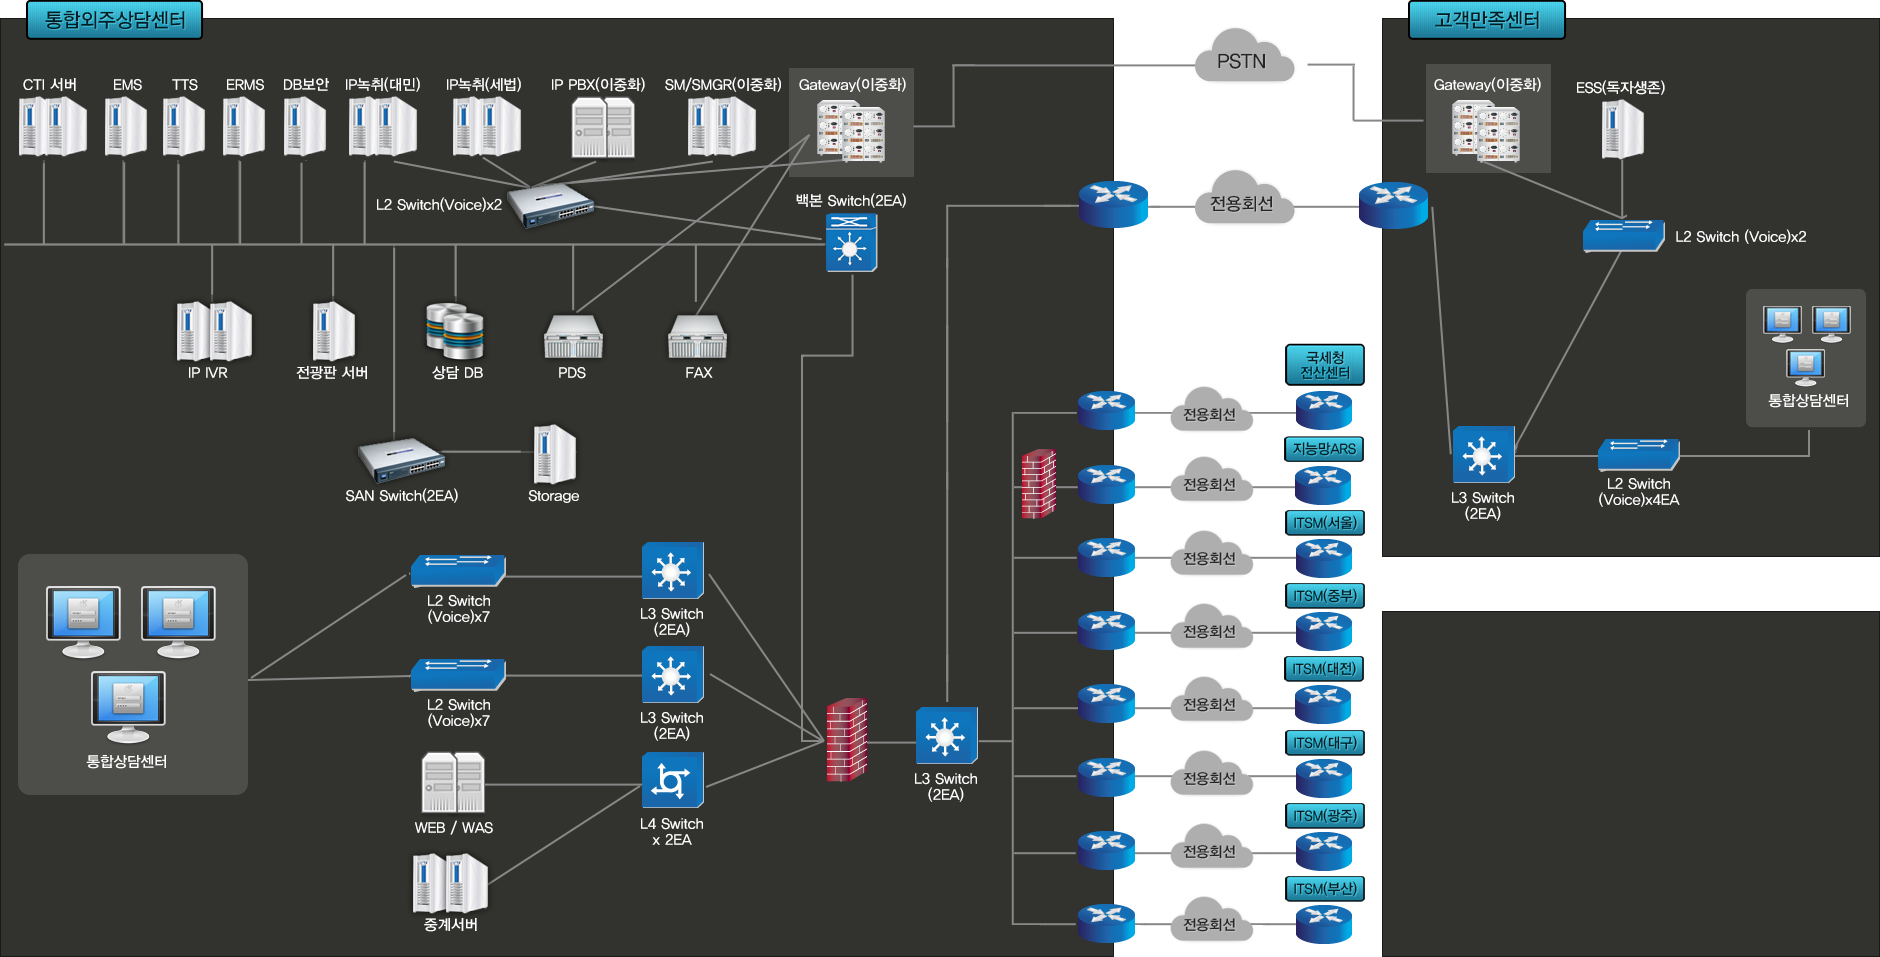 통합외주상담센터
고객만족센터
CTI 서버
EMS
TTS
ERMS
DB보안
IP녹취(대민)
IP녹취(세법)
IP PBX(이중화)
SM/SMGR(이중화)
Gateway(이중화)
PSTN
Gateway(이중화)
ESS(독자생존)
L2 Switch(Voice)x2
백본 Switch(2EA)
전용회선
L2 Switch (Voice)x2
IP IVR
전광판 서버
상담 DB
PDS
FAX
국세청
전산센터
전용회선
통합상담센터
지능망ARS
전용회선
SAN Switch(2EA)
Storage
L3 Switch
(2EA)
L2 Switch
(Voice)x4EA
ITSM(서울)
전용회선
L2 Switch
(Voice)x7
L3 Switch
(2EA)
ITSM(중부)
전용회선
L2 Switch
(Voice)x7
L3 Switch
(2EA)
ITSM(대전)
전용회선
통합상담센터
L3 Switch
(2EA)
ITSM(대구)
전용회선
WEB / WAS
L4 Switch
x 2EA
ITSM(광주)
전용회선
중계서버
ITSM(부산)
전용회선